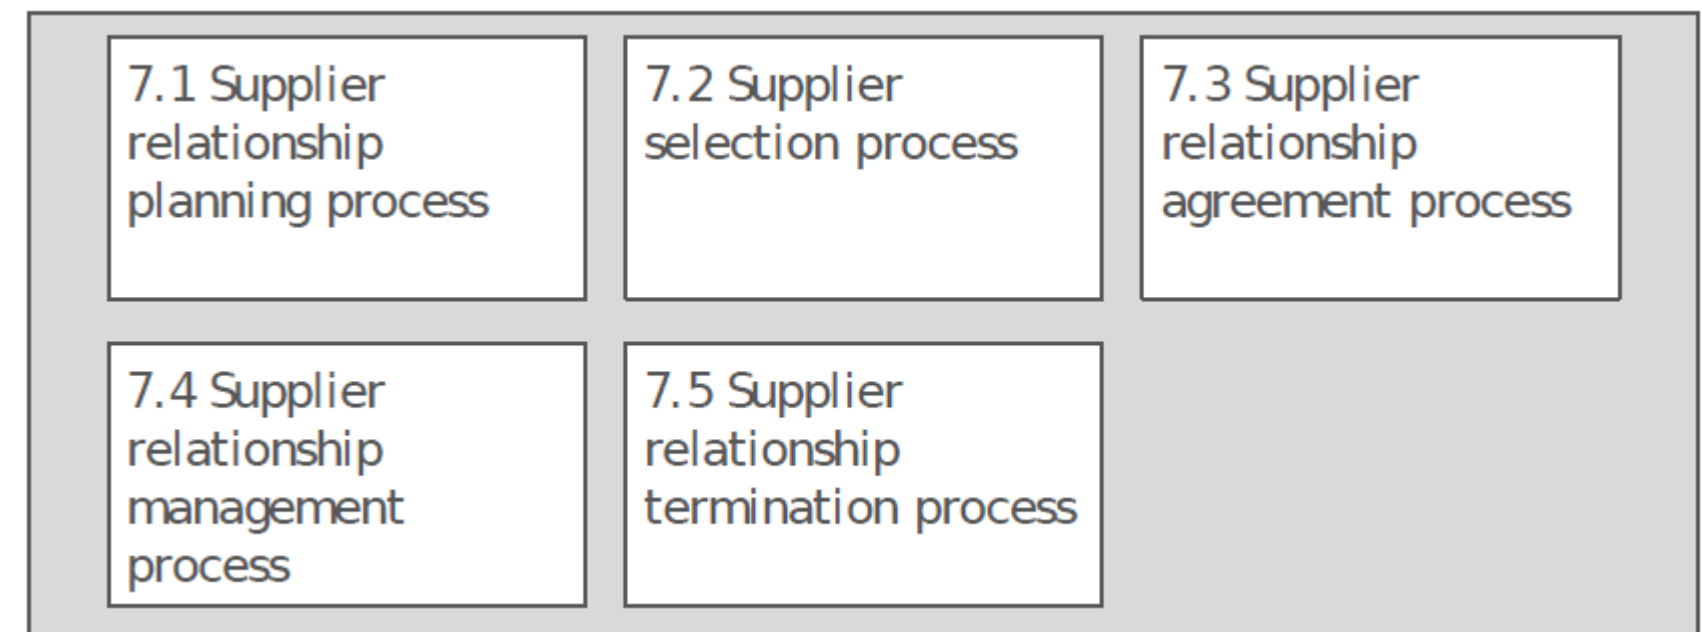 7.1 Supplier
relationship
planning process
7.2 Supplier
selection process
7.3 Supplier
relationship
agreement process
7.4 Supplier
relationship
management
process
7.5 Supplier
relationship
termination process